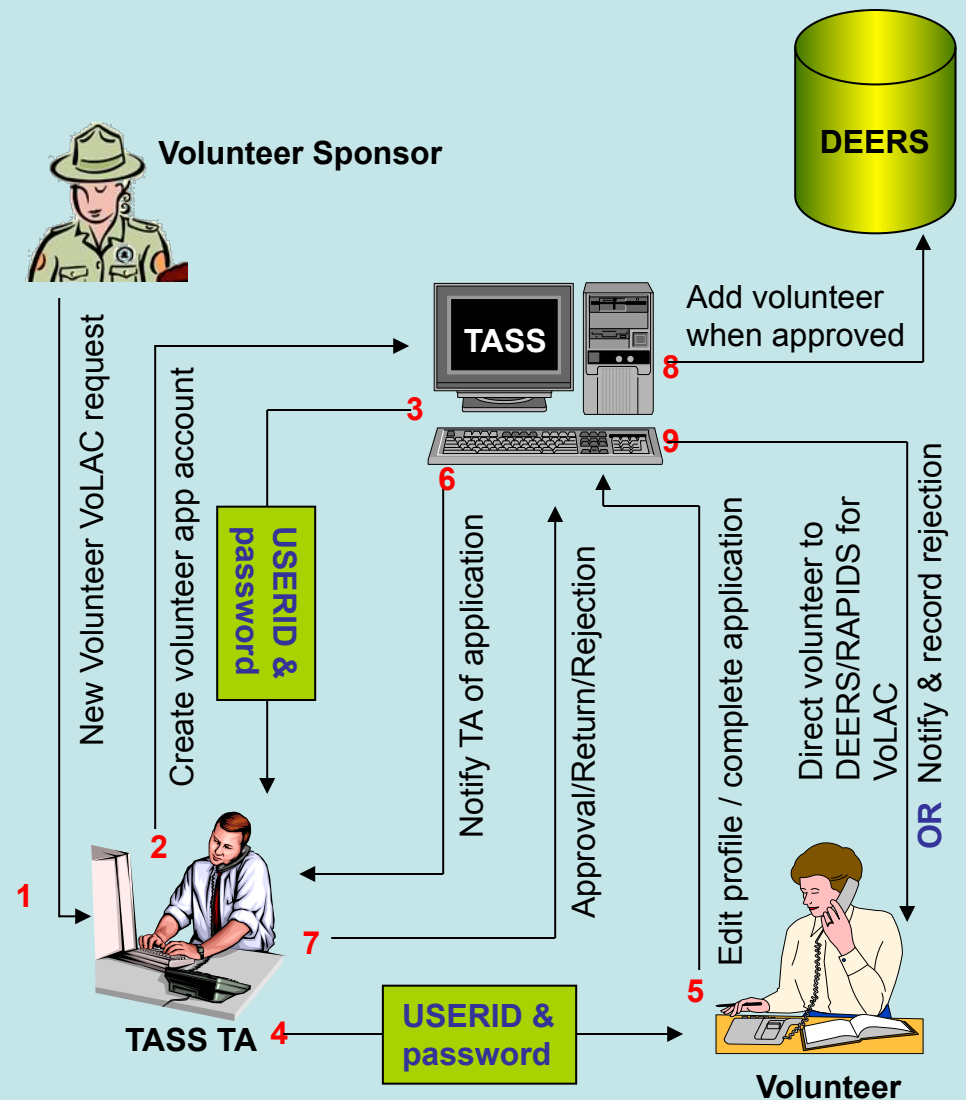 DEERS
Volunteer Sponsor
TASS
Add volunteer
when approved
8
3
9
6
New Volunteer VoLAC request
Create volunteer app account
USERID &
password
Notify TA of application
Approval/Return/Rejection
Edit profile / complete application
Direct volunteer to
DEERS/RAPIDS for
VoLAC
OR Notify & record rejection
2
1
7
5
TASS TA
4
USERID &
password
Volunteer